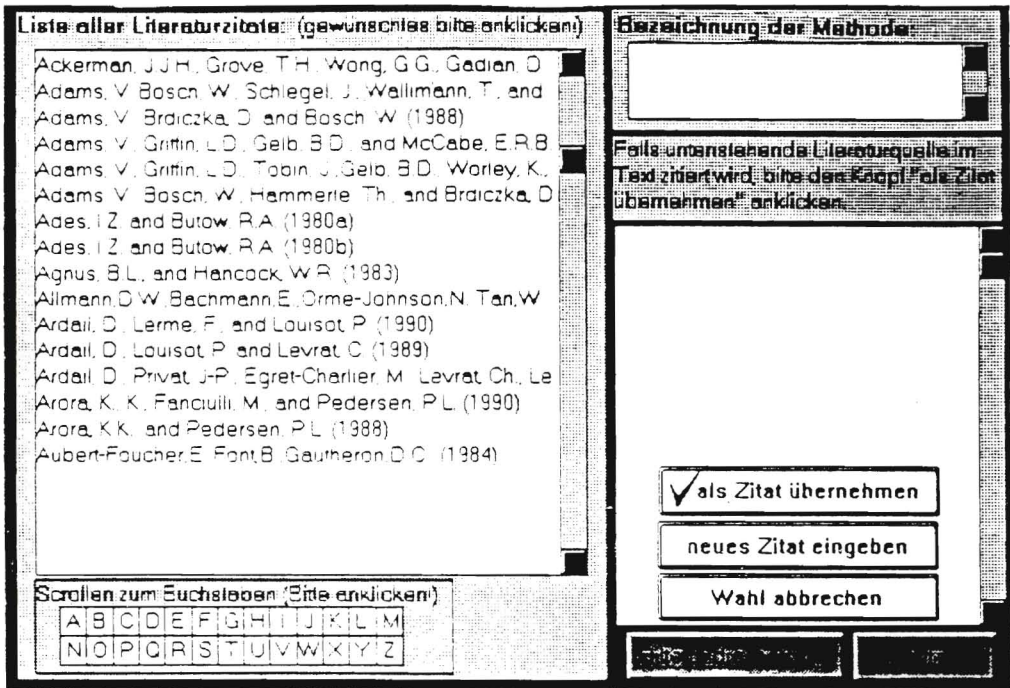 Liste aller Literaturzitate: (gewünschtes bitte anklicken)
Ackerman, J.J.H., Grove, T.H., Wong, G.G., Gadian, D
Adams, V. Bosch, W., Schlegel, J., Wallimann, T., and
Adams, V., Brdiczka, D. and Bosch, W. (1988)
Adams, V., Griffin, L.D., Gelb, B.D., and McCabe, E.R.B.
Adams, V., Griffin, L.D., Tobin, J., Gelb, B.D., Worley, K.,
Adams, V., Bosch, W., Hammerle, Th., and Brdiczka, D
Ades, I.Z. and Butow, R.A. (1980a)
Ades, I.Z. and Butow, R.A. (1980b)
Agnus, B.L., and Hancock, W.R. (1983)
Allmann,D.W.,Bachmann,E.,Orme-Johnson,N.,Tan,W
Ardail, D., Lerme, F., and Louisot, P. (1990)
Ardail, D., Louisot, P. and Levrat, C. (1989)
Ardail, D., Privat, J-P., Egret-Charlier, M., Levrat, Ch., Le
Arora, K. K., Fanciulli, M., and Pedersen, P.L. (1990)
Arora, K.K., and Pedersen, P.L. (1988)
Aubert-Foucher,E.,Font,B.,Gautheron,D.C. (1984)
Scrollen zum Buchstaben (Bitte anklicken!)
A B C D E F G H I J K L M
N O P Q R S T U V W X Y Z
Bezeichnung der Methode:
Falls untenstehende Literaturquelle im
Text zitiert wird, bitte den Knopf "als Zitat
übernehmen" anklicken.
als Zitat übernehmen
neues Zitat eingeben
Wahl abbrechen